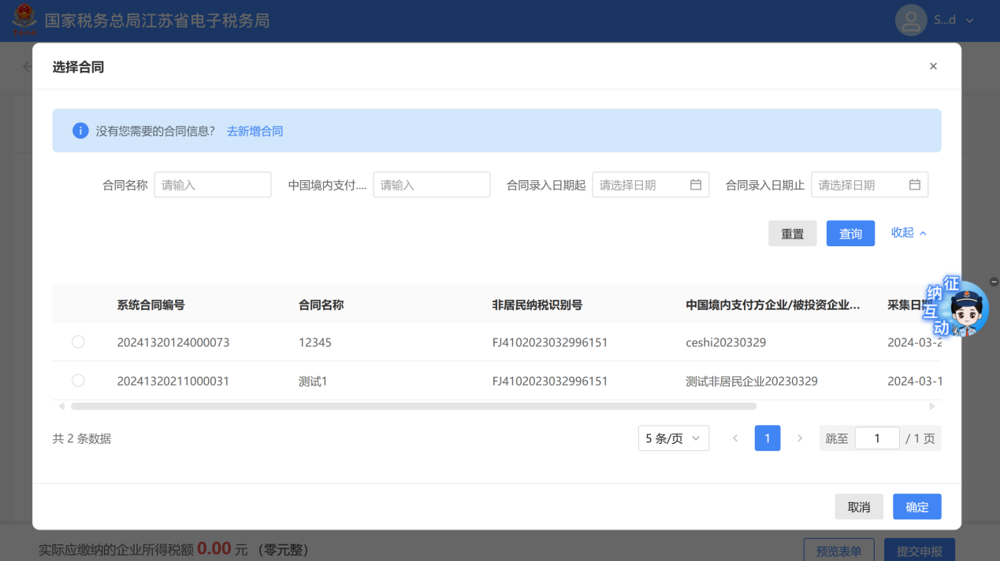 国家税务总局江苏省电子税务局
S...d
选择合同
没有您需要的合同信息? 去新增合同
合同名称 请输入 中国境内支付.... 请输入 合同录入日期起 请选择日期 合同录入日期止 请选择日期
重置 查询 收起
系统合同编号 合同名称 非居民纳税识别号 中国境内支付方企业/被投资企业... 采集日期
20241320124000073 12345 FJ4102023032996151 ceshi20230329 2024-03-2
20241320211000031 测试1 FJ4102023032996151 测试非居民企业20230329 2024-03-1
征纳互动
共 2 条数据 5 条/页 1 跳至 1 / 1 页
取消 确定
实际应缴纳的企业所得税额 0.00 元 (零元整)
预览表单 提交申报